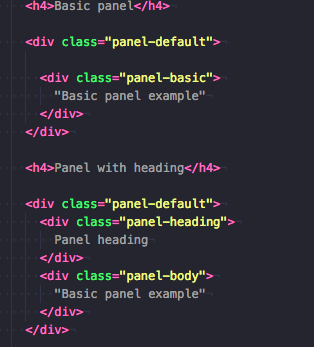 <h4>Basic panel</h4>
<div class="panel-default">
<div class="panel-basic">
"Basic panel example"
</div>
</div>
<h4>Panel with heading</h4>
<div class="panel-default">
<div class="panel-heading">
Panel heading
</div>
<div class="panel-body">
"Basic panel example"
</div>
</div>